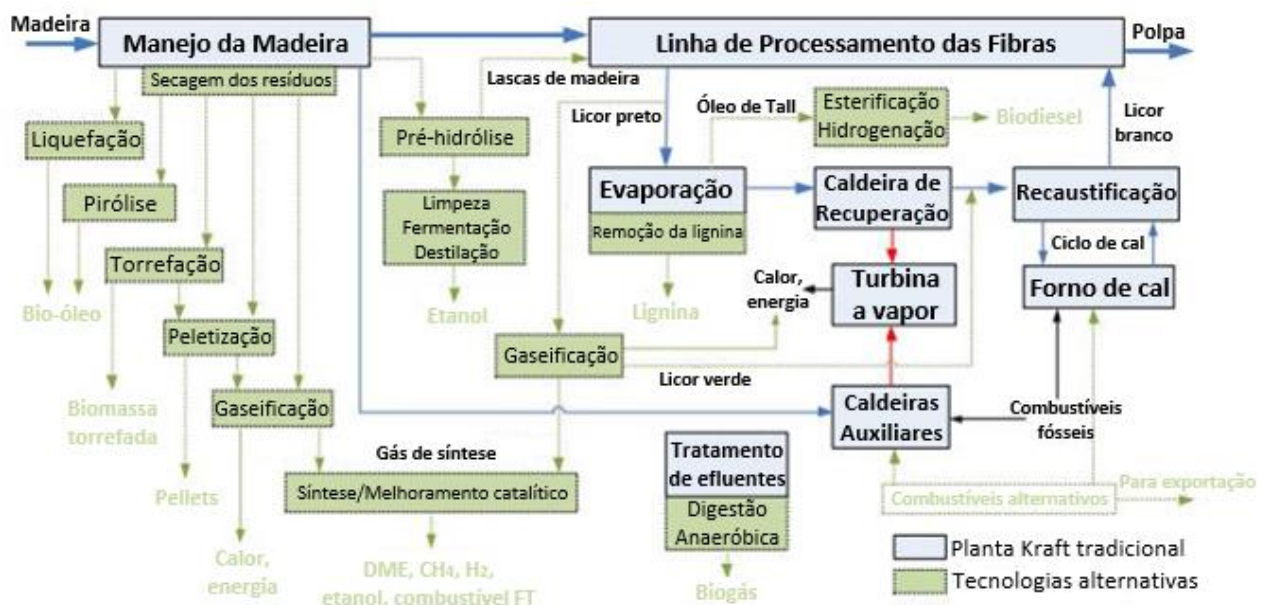 Madeira
Manejo da Madeira
Linha de Processamento das Fibras
Polpa
Secagem dos resíduos
Lascas de madeira
Liquefação
Pré-hidrólise
Licor preto
Óleo de Tall
Esterificação
Hidrogenação
Biodiesel
Licor
branco
Pirólise
Limpeza
Fermentação
Destilação
Evaporação
Remoção da lignina
Caldeira de
Recuperação
Recaustificação
Ciclo de cal
Torrefação
Bio-óleo
Etanol
Lignina
Calor,
energia
Turbina
a vapor
Forno de cal
Peletização
Gaseificação
Licor verde
Biomassa
torrefada
Gaseificação
Caldeiras
Auxiliares
Combustíveis
fósseis
Gás de síntese
Tratamento
de efluentes
Pellets
Síntese/Melhoramento catalítico
Digestão
Anaeróbica
Combustíveis alternativos
Para exportação
Calor,
energia
DME, CH₄, H₂,
etanol, combustível FT
Biogás
Planta Kraft tradicional
Tecnologias alternativas